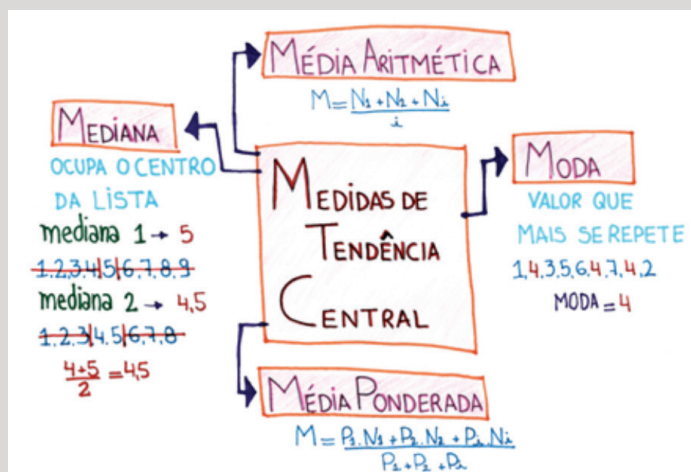 MÉDIA ARITMÉTICA
M = N₁ + N₂ + Ni / i
MEDIANA
OCUPA O CENTRO
DA LISTA
mediana 1 → 5
1,2,3,4|5|6,7,8,9
mediana 2 → 4,5
1,2,3|4,5|6,7,8
4+5 / 2 = 4,5
MEDIDAS DE
TENDÊNCIA
CENTRAL
MODA
VALOR QUE
MAIS SE REPETE
1,4,3,5,6,4,7,4,2
MODA = 4
MÉDIA PONDERADA
M = P₁.N₁ + P₂.N₂ + Pi.Ni / P₁ + P₂ + Pi